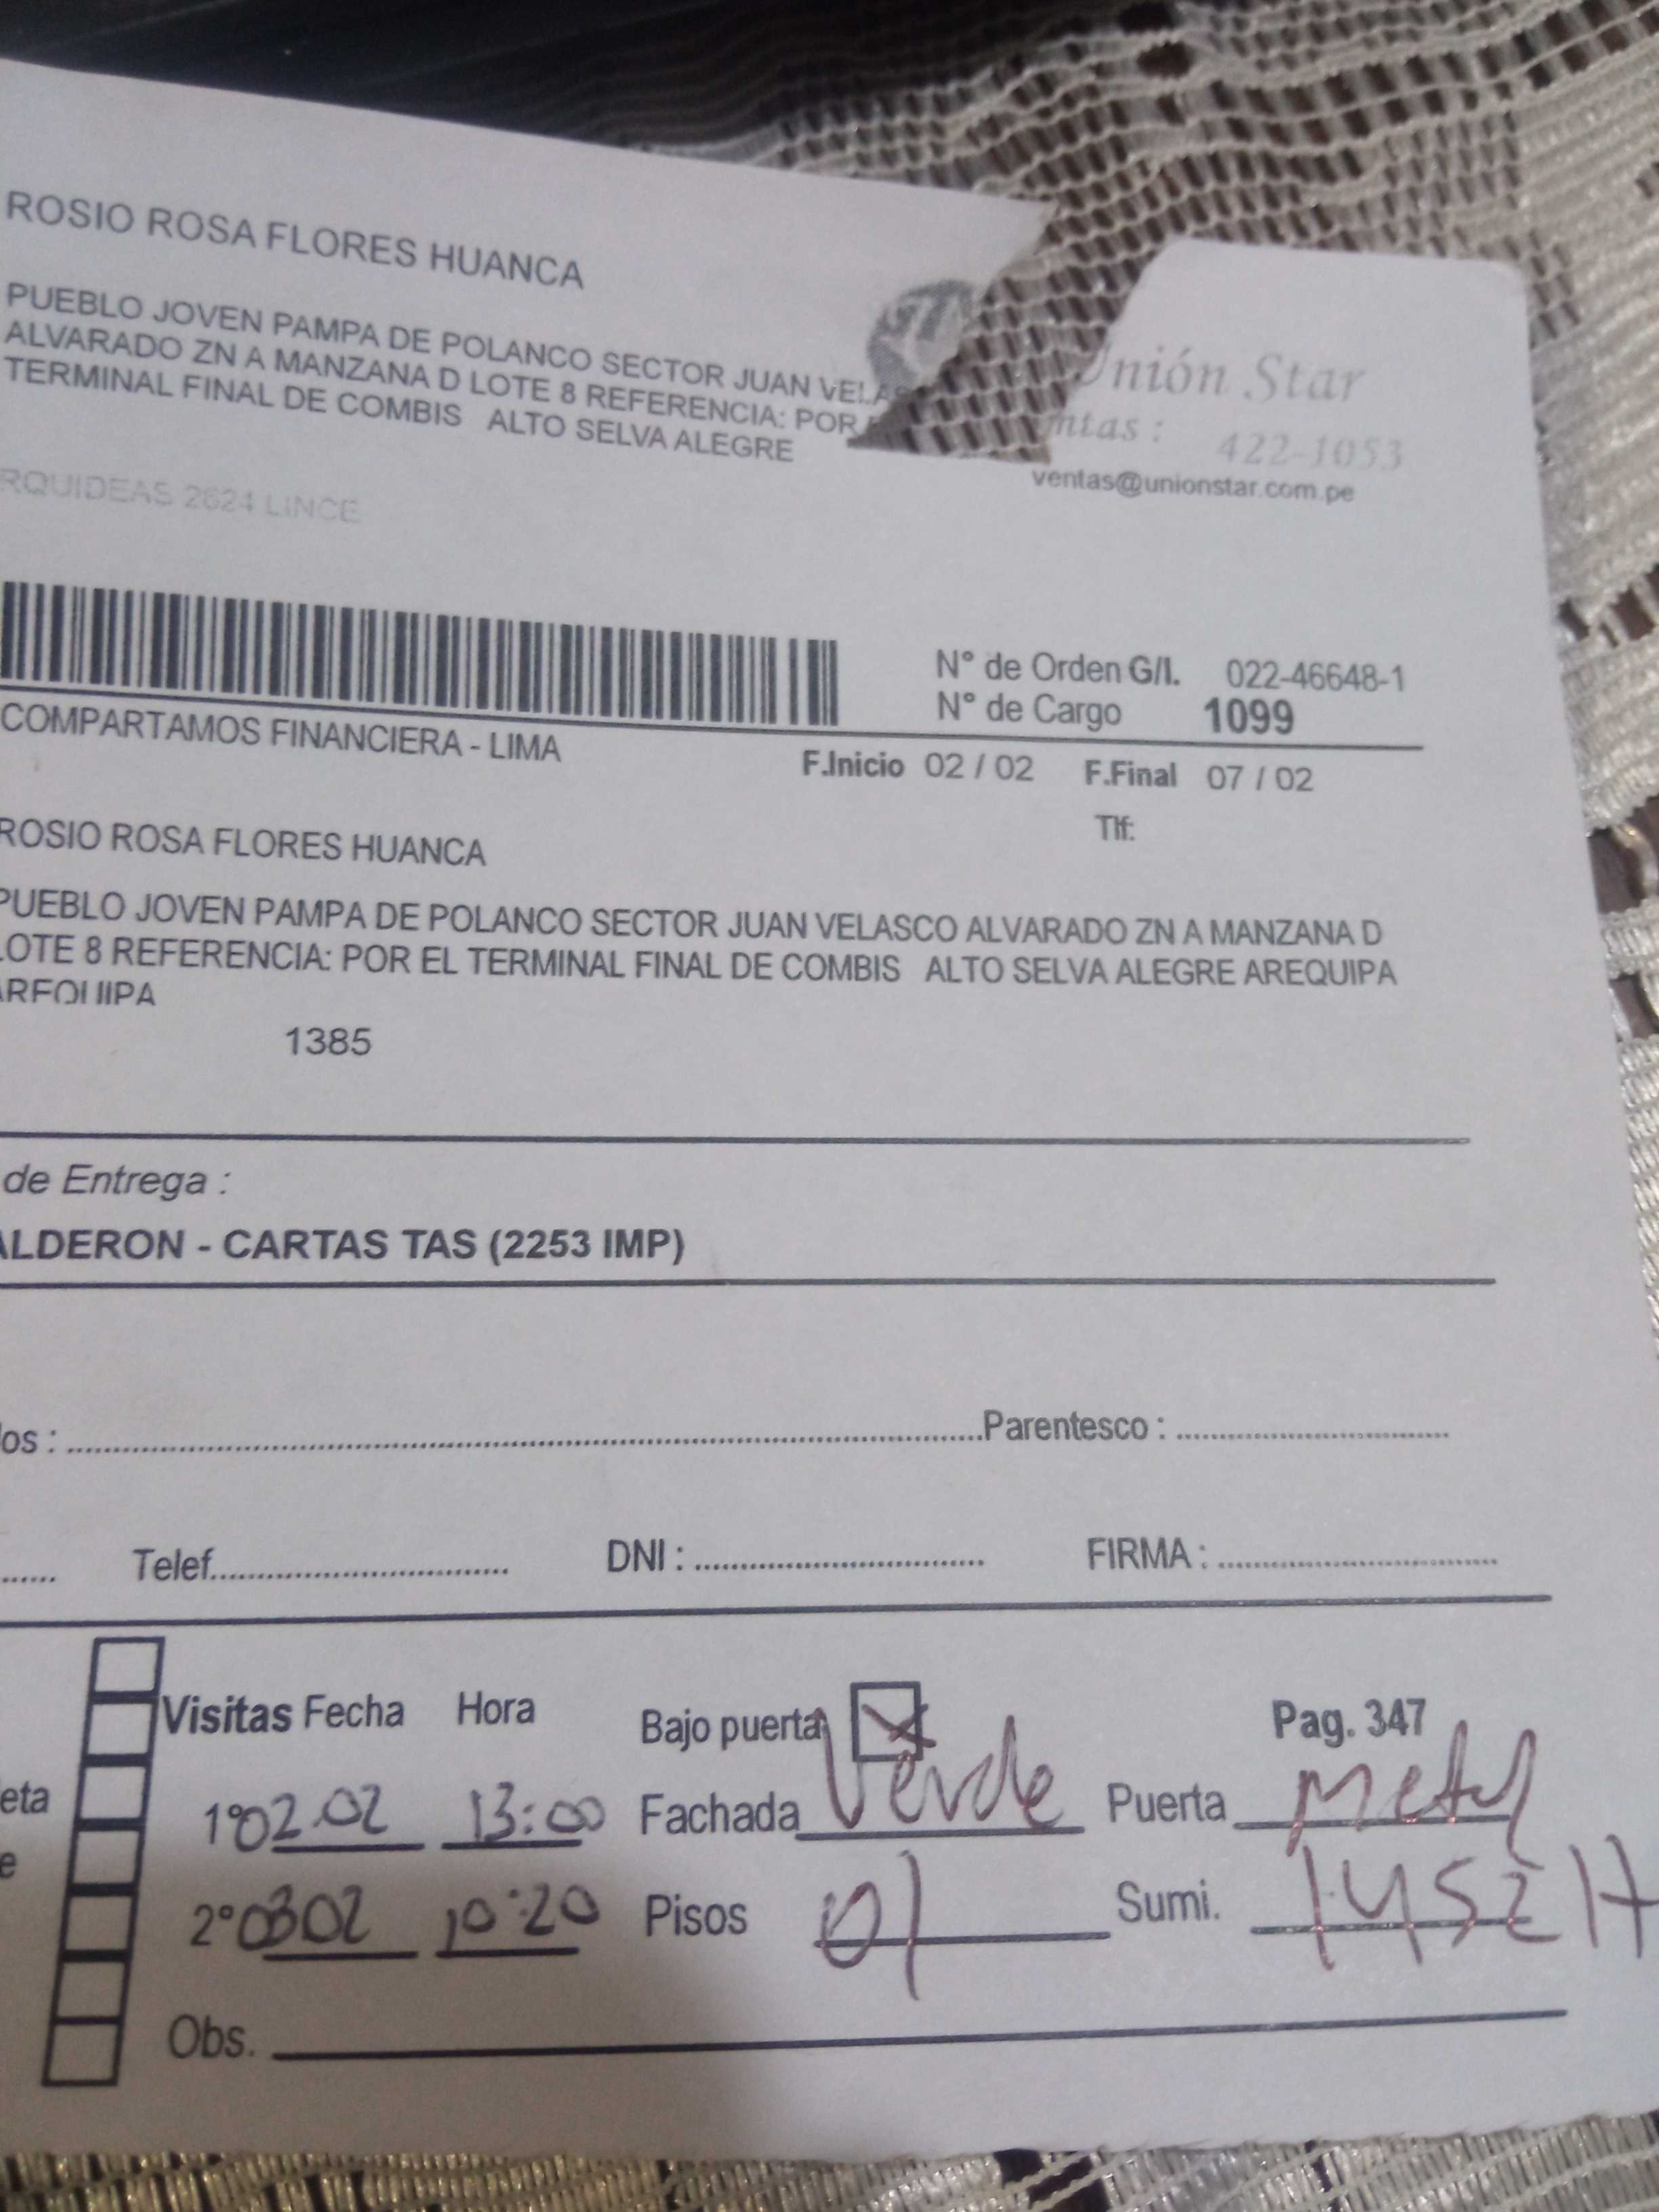 ROSIO ROSA FLORES HUANCA
PUEBLO JOVEN PAMPA DE POLANCO SECTOR JUAN
ALVARADO ZN A MANZANA D LOTE 8 REFERENCIA: POR
TERMINAL FINAL DE COMBIS ALTO SELVA ALEGRE
Unión Star
422-1053
ventas@unionstar.com.pe
RQUIDEAS 2624 LINCE
N° de Orden G/I. 022-46648-1
N° de Cargo 1099
COMPARTAMOS FINANCIERA - LIMA
F.Inicio 02 / 02 F.Final 07 / 02
Tlf:
ROSIO ROSA FLORES HUANCA
PUEBLO JOVEN PAMPA DE POLANCO SECTOR JUAN VELASCO ALVARADO ZN A MANZANA D
LOTE 8 REFERENCIA: POR EL TERMINAL FINAL DE COMBIS ALTO SELVA ALEGRE AREQUIPA
AREQUIPA
1385
de Entrega :
ALDERON - CARTAS TAS (2253 IMP)
os : Parentesco :
Telef. DNI : FIRMA :
Visitas Fecha Hora Bajo puerta Pag. 347
eta 1° 02.02 13:00 Fachada Verde Puerta Metal
e 2° 0302 10:20 Pisos 01 Sumi.
Obs.